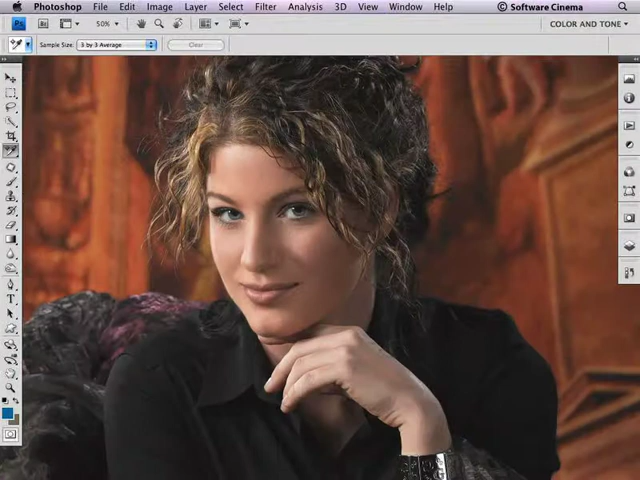 Photoshop File Edit Image Layer Select Filter Analysis 3D View Window Help © Software Cinema
Ps 50% COLOR AND TONE
Sample Size: 3 by 3 Average Clear
T